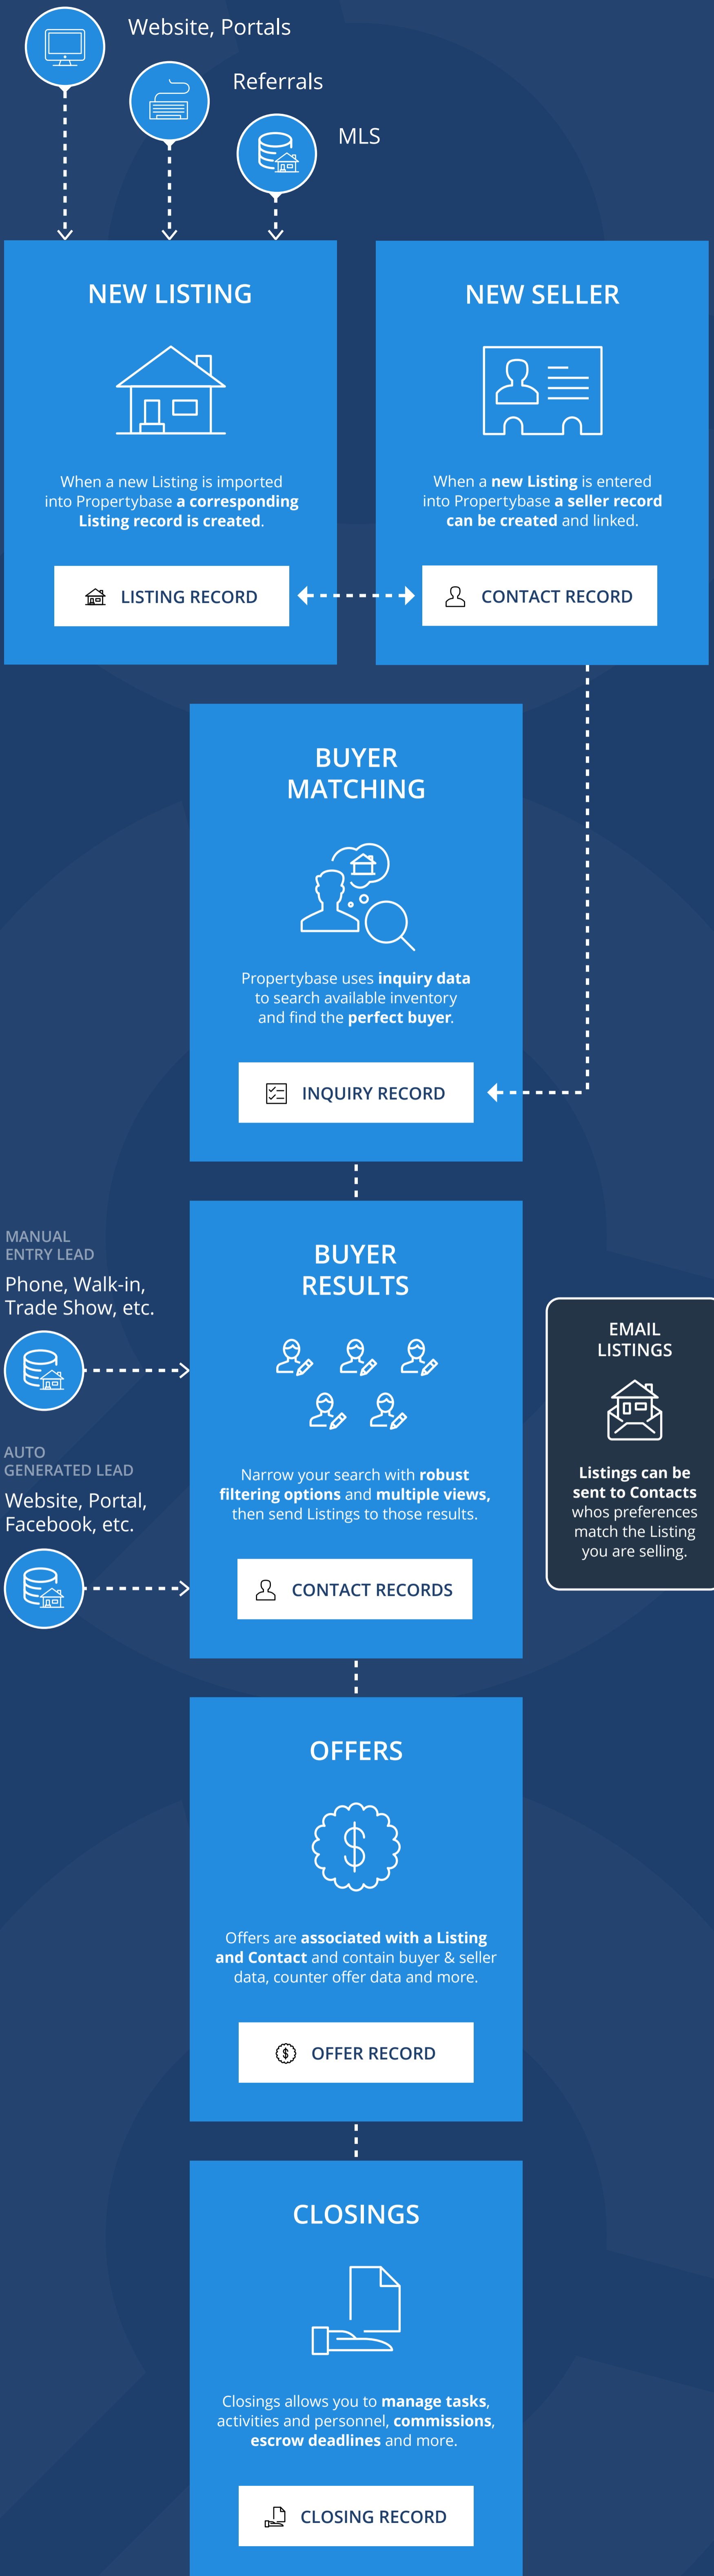 Website, Portals
Referrals
MLS
NEW LISTING
When a new Listing is imported
into Propertybase a corresponding
Listing record is created.
LISTING RECORD
NEW SELLER
When a new Listing is entered
into Propertybase a seller record
can be created and linked.
CONTACT RECORD
BUYER
MATCHING
Propertybase uses inquiry data
to search available inventory
and find the perfect buyer.
INQUIRY RECORD
MANUAL
ENTRY LEAD
Phone, Walk-in,
Trade Show, etc.
AUTO
GENERATED LEAD
Website, Portal,
Facebook, etc.
BUYER
RESULTS
Narrow your search with robust
filtering options and multiple views,
then send Listings to those results.
CONTACT RECORDS
EMAIL
LISTINGS
Listings can be
sent to Contacts
whos preferences
match the Listing
you are selling.
OFFERS
$
Offers are associated with a Listing
and Contact and contain buyer & seller
data, counter offer data and more.
$ OFFER RECORD
CLOSINGS
Closings allows you to manage tasks,
activities and personnel, commissions,
escrow deadlines and more.
CLOSING RECORD